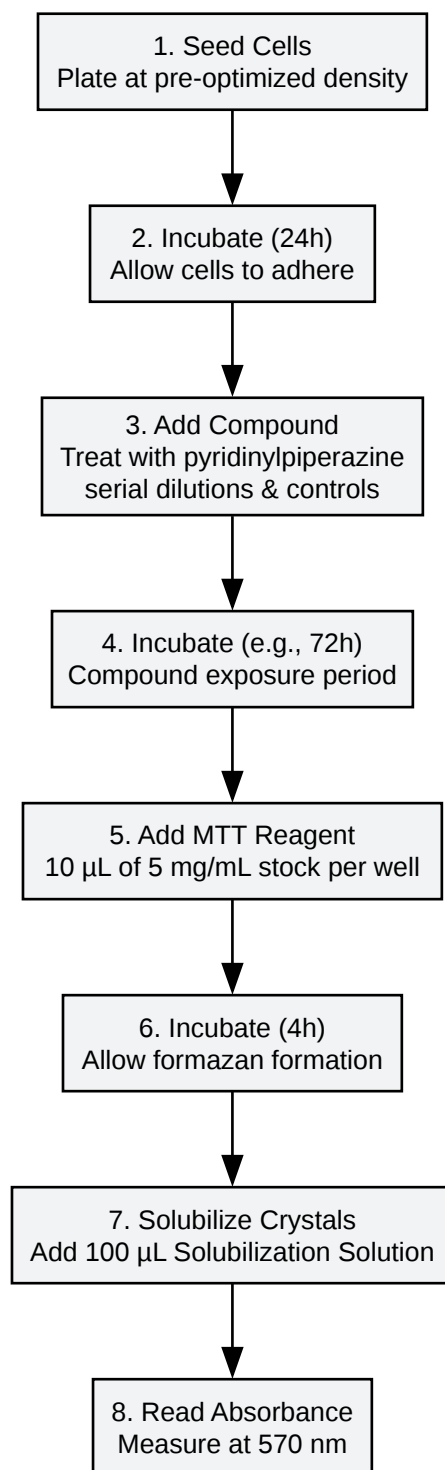 1. Seed Cells
Plate at pre-optimized density
2. Incubate (24h)
Allow cells to adhere
3. Add Compound
Treat with pyridinylpiperazine
serial dilutions & controls
4. Incubate (e.g., 72h)
Compound exposure period
5. Add MTT Reagent
10 µL of 5 mg/mL stock per well
6. Incubate (4h)
Allow formazan formation
7. Solubilize Crystals
Add 100 µL Solubilization Solution
8. Read Absorbance
Measure at 570 nm